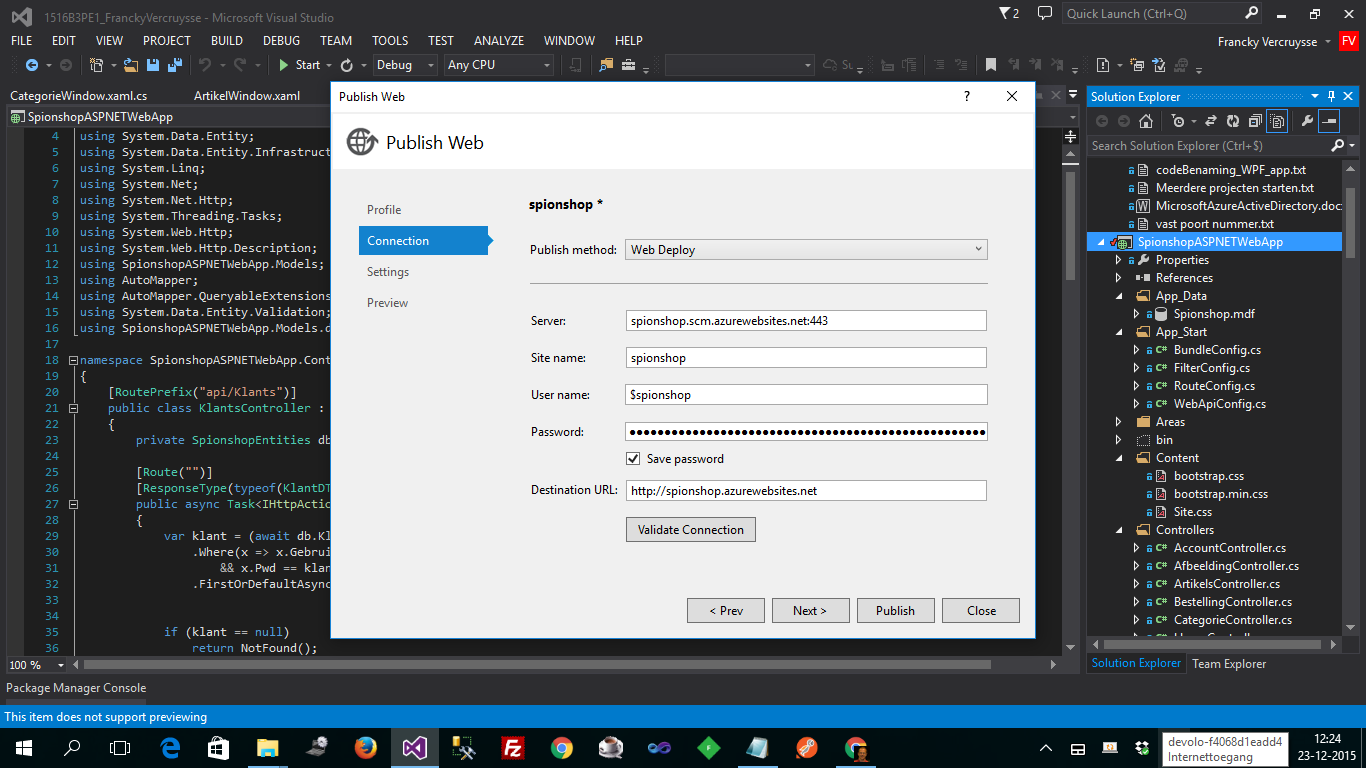 1516B3PE1_FranckyVercruysse - Microsoft Visual Studio
2
Quick Launch (Ctrl+Q)
FILE EDIT VIEW PROJECT BUILD DEBUG TEAM TOOLS TEST ANALYZE WINDOW HELP
Francky Vercruysse FV
Start Debug Any CPU
CategorieWindow.xaml.cs ArtikelWindow.xaml
SpionshopASPNETWebApp
4 using System.Data.Entity;
5 using System.Data.Entity.Infrastruct
6 using System.Linq;
7 using System.Net;
8 using System.Net.Http;
9 using System.Threading.Tasks;
10 using System.Web.Http;
11 using System.Web.Http.Description;
12 using SpionshopASPNETWebApp.Models;
13 using AutoMapper;
14 using AutoMapper.QueryableExtensions
15 using System.Data.Entity.Validation;
16 using SpionshopASPNETWebApp.Models.d
17
18 namespace SpionshopASPNETWebApp.Cont
19 {
20 [RoutePrefix("api/Klants")]
21 public class KlantsController :
22 {
23 private SpionshopEntities db
24
25 [Route("")]
26 [ResponseType(typeof(KlantDT
27 public async Task<IHttpActic
28 {
29 var klant = (await db.Kl
30 .Where(x => x.Gebrui
31 && x.Pwd == klan
32 .FirstOrDefaultAsync
33
34
35 if (klant == null)
36 return NotFound();
100 %
Package Manager Console
This item does not support previewing
Publish Web
?
Publish Web
Profile
Connection
Settings
Preview
spionshop *
Publish method: Web Deploy
Server: spionshop.scm.azurewebsites.net:443
Site name: spionshop
User name: $spionshop
Password:
Save password
Destination URL: http://spionshop.azurewebsites.net
Validate Connection
< Prev Next > Publish Close
Solution Explorer
Search Solution Explorer (Ctrl+$)
codeBenaming_WPF_app.txt
Meerdere projecten starten.txt
MicrosoftAzureActiveDirectory.doc
vast poort nummer.txt
SpionshopASPNETWebApp
Properties
References
App_Data
Spionshop.mdf
App_Start
C# BundleConfig.cs
C# FilterConfig.cs
C# RouteConfig.cs
C# WebApiConfig.cs
Areas
bin
Content
bootstrap.css
bootstrap.min.css
Site.css
Controllers
C# AccountController.cs
C# AfbeeldingController.cs
C# ArtikelsController.cs
C# BestellingController.cs
C# CategorieController.cs
Solution Explorer Team Explorer
devolo-f4068d1eadd4
Internettoegang
12:24
23-12-2015